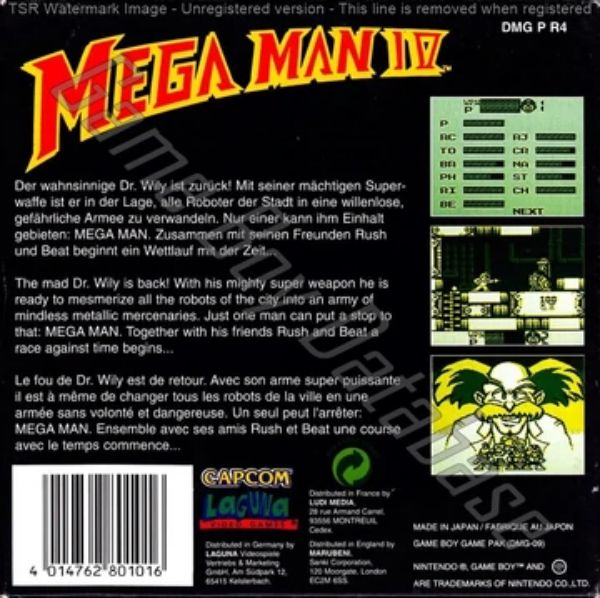 TSR Watermark Image - Unregistered version - This line is removed when registered
DMG P R4
MEGA MAN IV™
P
P
RC RJ
TO CR
BR NA
PH ST
RI CH
BE
NEXT
Der wahnsinnige Dr. Wily ist zurück! Mit seiner mächtigen Super-
waffe ist er in der Lage, alle Roboter der Stadt in eine willenlose,
gefährliche Armee zu verwandeln. Nur einer kann ihm Einhalt
gebieten: MEGA MAN. Zusammen mit seinen Freunden Rush
und Beat beginnt ein Wettlauf mit der Zeit...
The mad Dr. Wily is back! With his mighty super weapon he is
ready to mesmerize all the robots of the city into an army of
mindless metallic mercenaries. Just one man can put a stop to
that: MEGA MAN. Together with his friends Rush and Beat a
race against time begins...
Le fou de Dr. Wily est de retour. Avec son arme super puissante
il est à même de changer tous les robots de la ville en une
armée sans volonté et dangereuse. Un seul peut l'arrêter:
MEGA MAN. Ensemble avec ses amis Rush et Beat une course
avec le temps commence...
GamesDatabase
4 014762 801016
CAPCOM
LAGUNA
VIDEO GAMES
Distributed in Germany by
LAGUNA Videospiele
Vertriebs & Marketing
GmbH. Am Südpark 12,
65415 Kelsterbach.
Distributed in France by
LUDI MEDIA,
28 rue Armand Carrel,
93556 MONTREUIL
Cedex.
Distributed in England by
MARUBENI,
Sanki Corporation,
120 Moorgate, London
EC2M 6SS.
MADE IN JAPAN / FABRIQUE AU JAPON
GAME BOY GAME PAK (DMG-09)
NINTENDO ®, GAME BOY™ AND
ARE TRADEMARKS OF NINTENDO CO.,LTD.